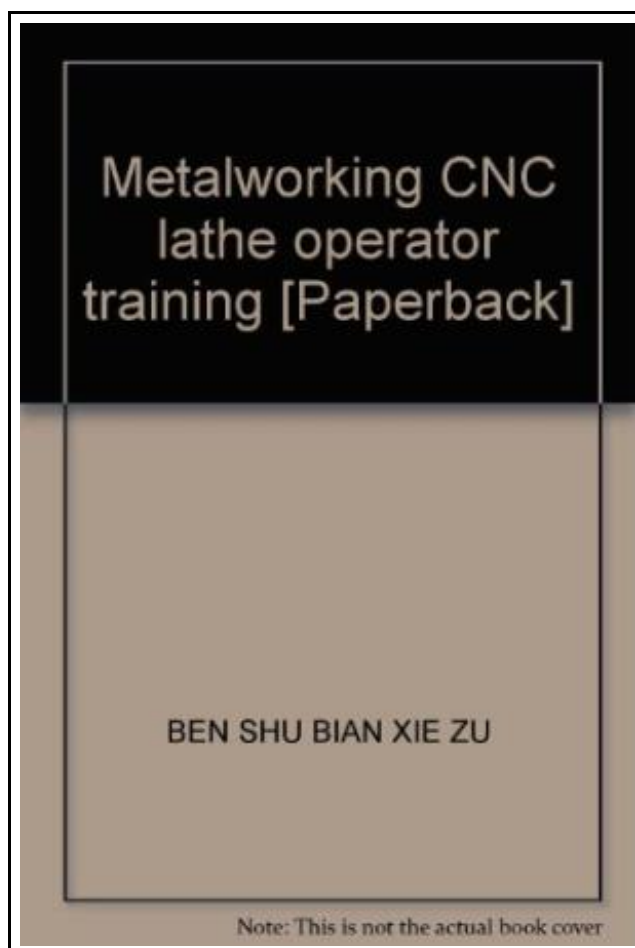 Metalworking CNC
lathe operator
training [Paperback]
BEN SHU BIAN XIE ZU
Note: This is not the actual book cover